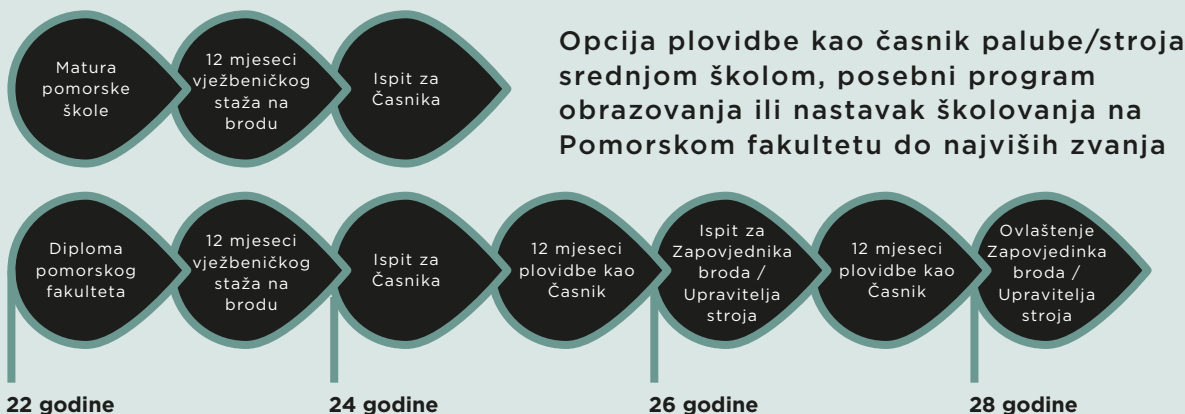 Matura
pomorske
škole
12 mjeseci
vježbeničkog
staža na
brodu
Ispit za
Časnika
Opcija plovidbe kao časnik palube/stroja
srednjom školom, posebni program
obrazovanja ili nastavak školovanja na
Pomorskom fakultetu do najviših zvanja
Diploma
pomorskog
fakulteta
12 mjeseci
vježbeničkog
staža na
brodu
Ispit za
Časnika
12 mjeseci
plovidbe kao
Časnik
Ispit za
Zapovjednika
broda /
Upravitelja
stroja
12 mjeseci
plovidbe kao
Časnik
Ovlaštenje
Zapovjedinka
broda /
Upravitelja
stroja
22 godine
24 godine
26 godine
28 godine